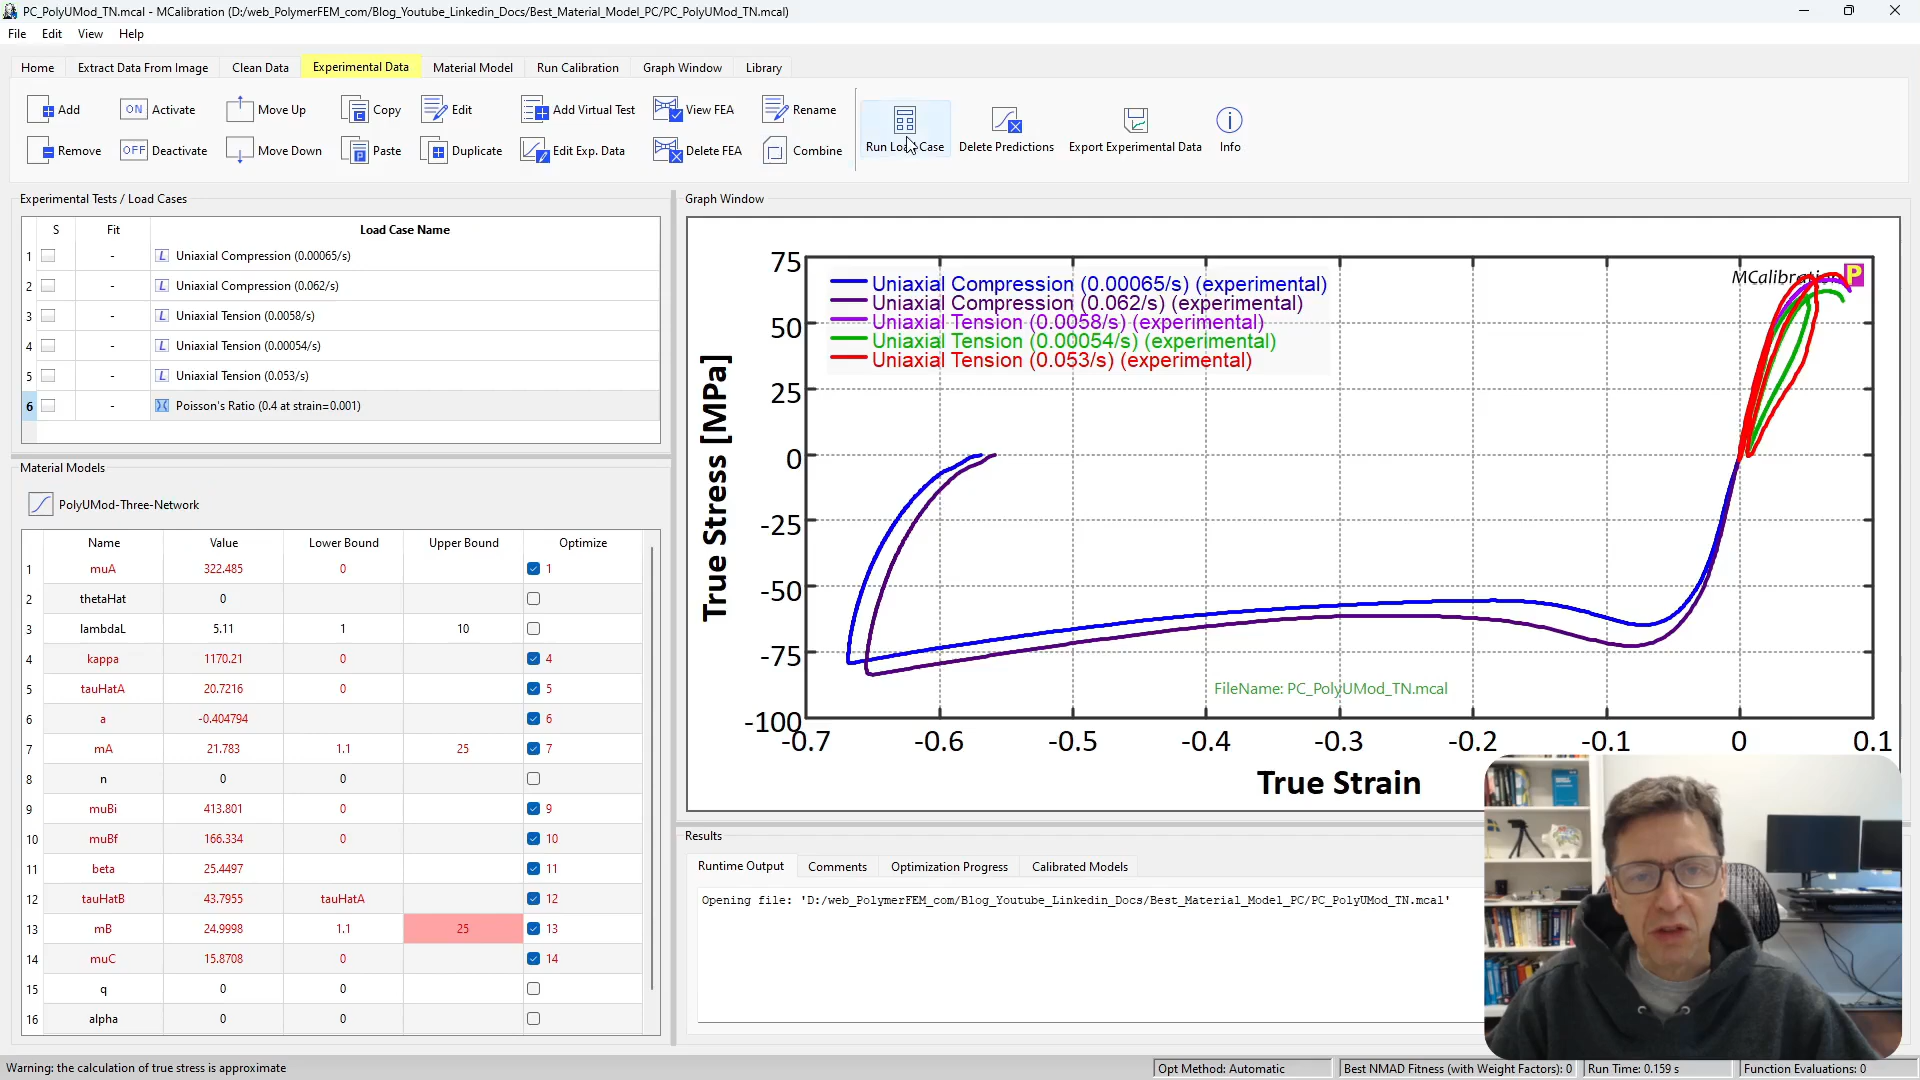 PC_PolyUMod_TN.mcal - MCalibration (D:/web_PolymerFEM_com/Blog_Youtube_Linkedin_Docs/Best_Material_Model_PC/PC_PolyUMod_TN.mcal)
File Edit View Help
Home Extract Data From Image Clean Data Experimental Data Material Model Run Calibration Graph Window Library
Add ON Activate Move Up Copy Edit Add Virtual Test View FEA Rename
Remove OFF Deactivate Move Down Paste Duplicate Edit Exp. Data Delete FEA Combine
Run Load Case Delete Predictions Export Experimental Data Info
Experimental Tests / Load Cases
S Fit Load Case Name
1 - L Uniaxial Compression (0.00065/s)
2 - L Uniaxial Compression (0.062/s)
3 - L Uniaxial Tension (0.0058/s)
4 - L Uniaxial Tension (0.00054/s)
5 - L Uniaxial Tension (0.053/s)
6 - Poisson's Ratio (0.4 at strain=0.001)
Material Models
PolyUMod-Three-Network
Name Value Lower Bound Upper Bound Optimize
1 muA 322.485 0 1
2 thetaHat 0
3 lambdaL 5.11 1 10
4 kappa 1170.21 0 4
5 tauHatA 20.7216 0 5
6 a -0.404794 6
7 mA 21.783 1.1 25 7
8 n 0 0
9 muBi 413.801 0 9
10 muBf 166.334 0 10
11 beta 25.4497 11
12 tauHatB 43.7955 tauHatA 12
13 mB 24.9998 1.1 25 13
14 muC 15.8708 0 14
15 q 0 0
16 alpha 0 0
Graph Window
MCalibration P
Uniaxial Compression (0.00065/s) (experimental)
Uniaxial Compression (0.062/s) (experimental)
Uniaxial Tension (0.0058/s) (experimental)
Uniaxial Tension (0.00054/s) (experimental)
Uniaxial Tension (0.053/s) (experimental)
75
50
25
0
-25
-50
-75
-100
True Stress [MPa]
FileName: PC_PolyUMod_TN.mcal
-0.7 -0.6 -0.5 -0.4 -0.3 -0.2 -0.1 0 0.1
True Strain
Results
Runtime Output Comments Optimization Progress Calibrated Models
Opening file: 'D:/web_PolymerFEM_com/Blog_Youtube_Linkedin_Docs/Best_Material_Model_PC/PC_PolyUMod_TN.mcal'
Warning: the calculation of true stress is approximate
Opt Method: Automatic Best NMAD Fitness (with Weight Factors): 0 Run Time: 0.159 s Function Evaluations: 0